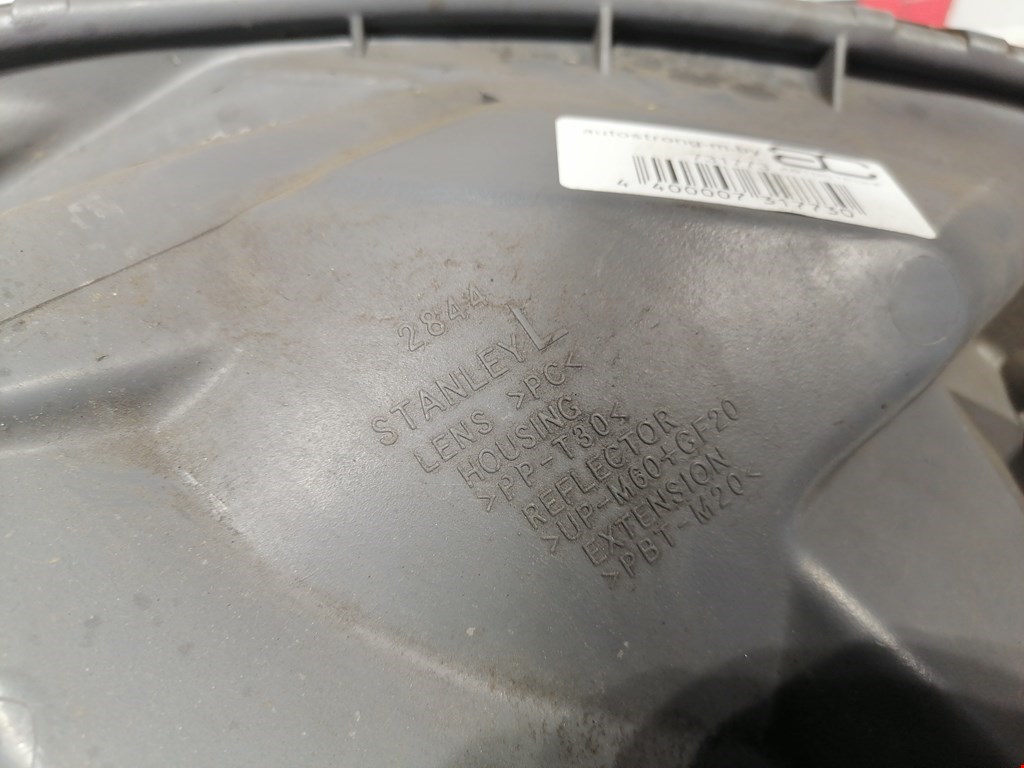 autostrong-m.by
73177
4 400007 317730
2844
STANLEY L
LENS >PC<
HOUSING
>PP-T30<
REFLECTOR
>UP-M60+GF20
EXTENSION
>PBT-M20<